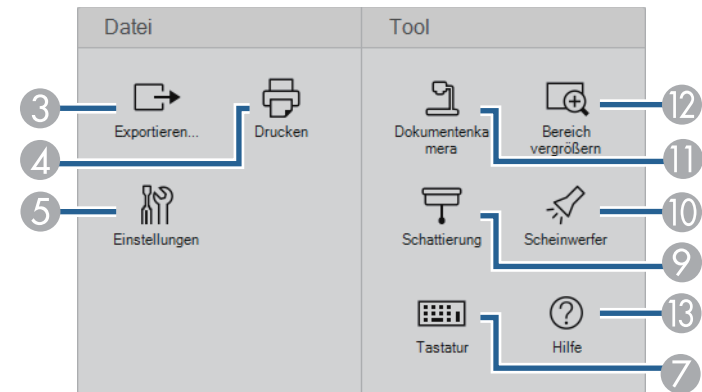 Datei
Tool
3
Exportieren...
4
Drucken
5
Einstellungen
Dokumentenka
mera
11
Bereich
vergrößern
12
Schattierung
9
Scheinwerfer
10
Tastatur
7
Hilfe
13